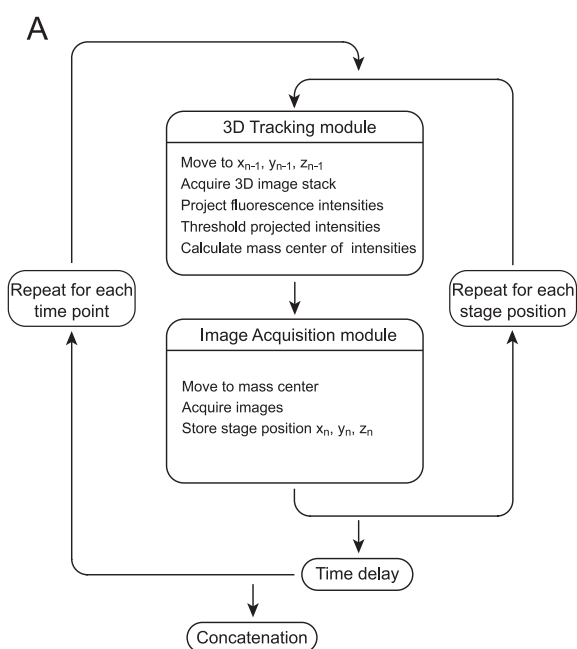 A
3D Tracking module
Move to xₙ₋₁, yₙ₋₁, zₙ₋₁
Acquire 3D image stack
Project fluorescence intensities
Threshold projected intensities
Calculate mass center of intensities
Repeat for each
time point
Repeat for each
stage position
Image Acquisition module
Move to mass center
Acquire images
Store stage position xₙ, yₙ, zₙ
Time delay
Concatenation